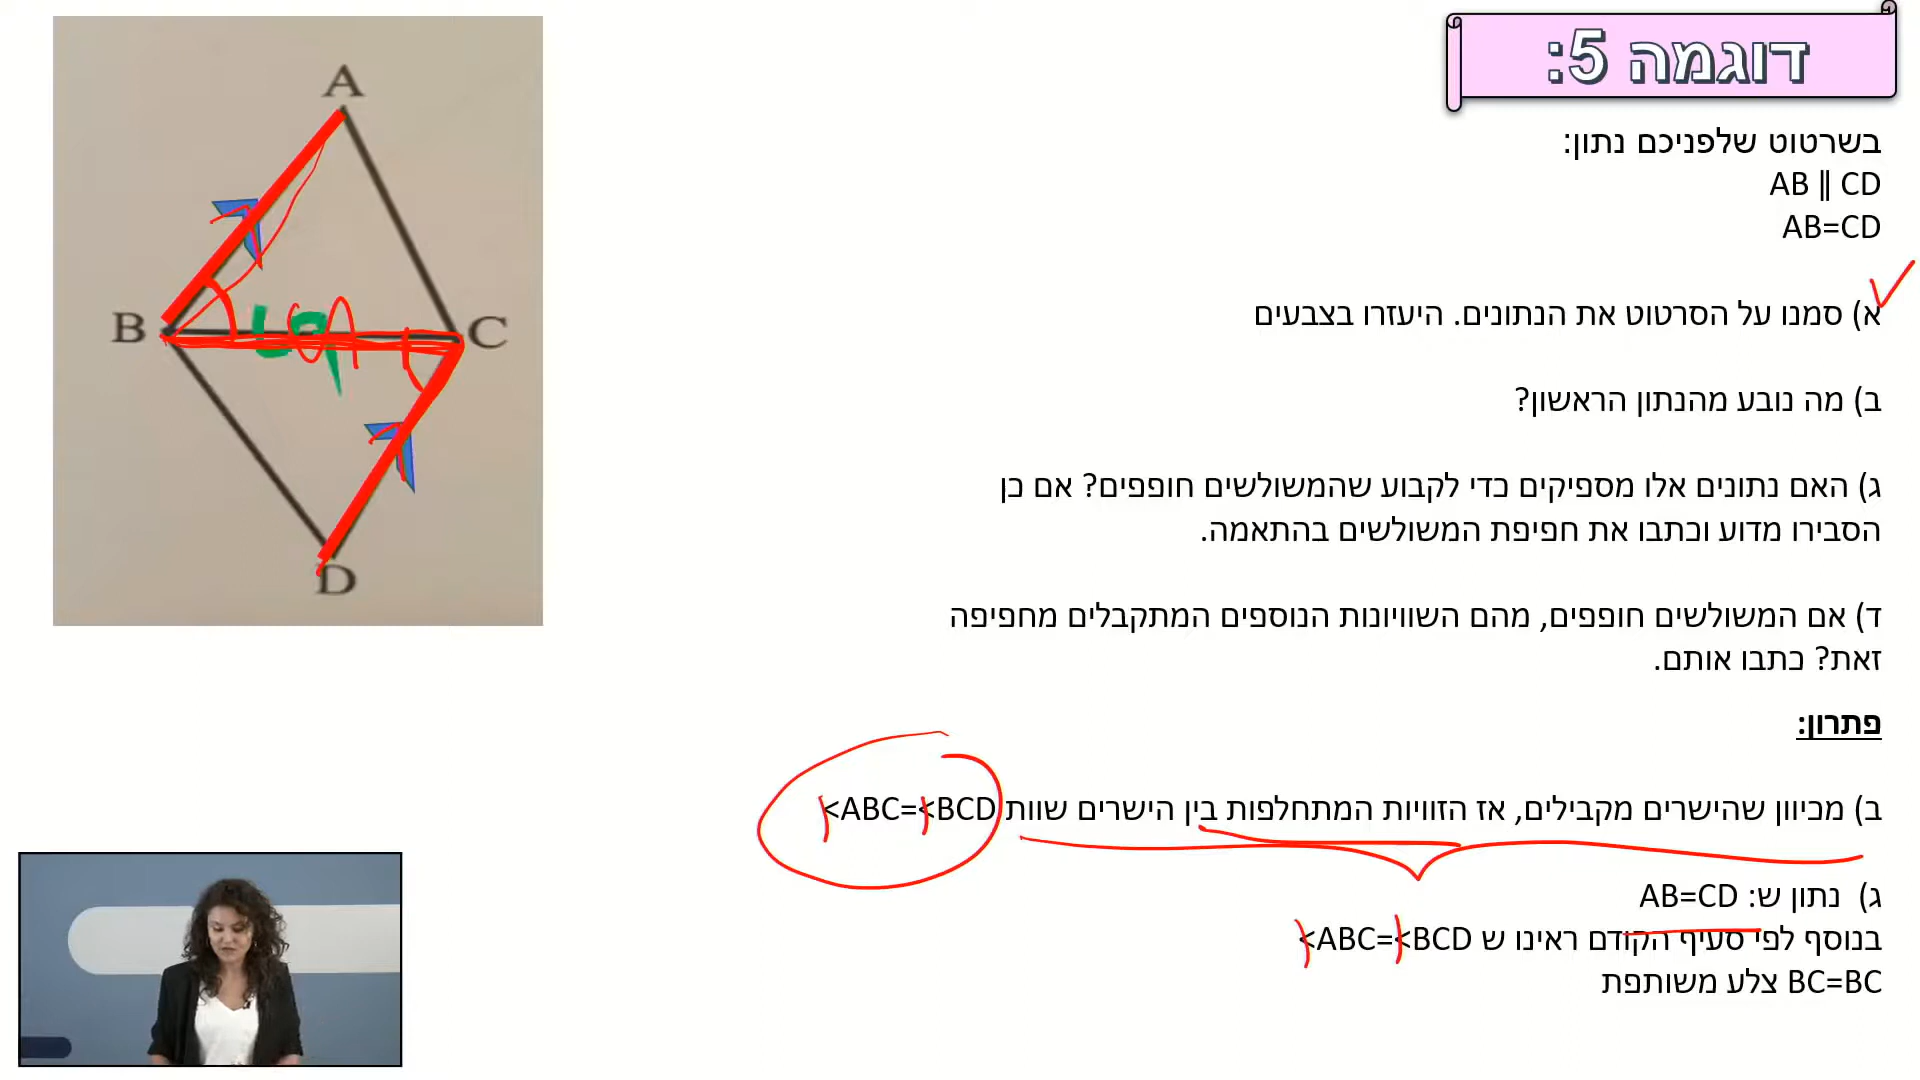 דוגמה 5:
בשרטוט שלפניכם נתון:
AB ∥ CD
AB=CD
א) סמנו על הסרטוט את הנתונים. היעזרו בצבעים
ב) מה נובע מהנתון הראשון?
ג) האם נתונים אלו מספיקים כדי לקבוע שהמשולשים חופפים? אם כן
הסבירו מדוע וכתבו את חפיפת המשולשים בהתאמה.
ד) אם המשולשים חופפים, מהם השוויונות הנוספים המתקבלים מחפיפה
זאת? כתבו אותם.
פתרון:
ב) מכיוון שהישרים מקבילים, אז הזוויות המתחלפות בין הישרים שוות <ABC=<BCD
ג) נתון ש: AB=CD
בנוסף לפי סעיף הקודם ראינו ש <ABC=<BCD
BC=BC צלע משותפת
A
B
C
D